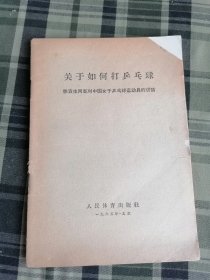 关于如何打乒乓球
徐寅生同志对中国女子乒乓球运动员的讲话
人民体育出版社
一九六五年·北京